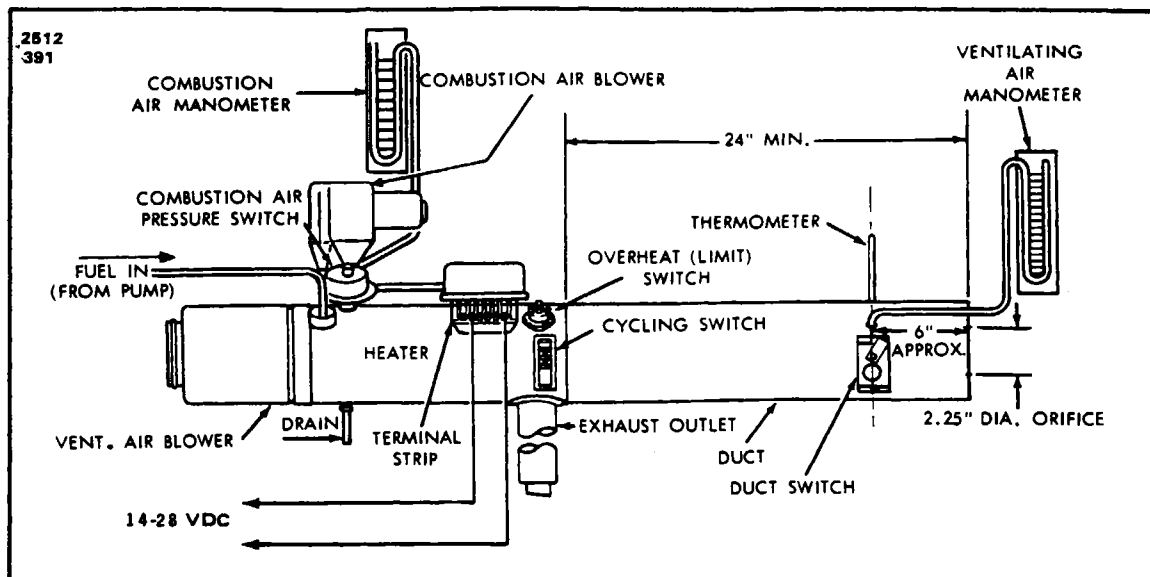 2512
391
COMBUSTION
AIR MANOMETER
COMBUSTION AIR BLOWER
VENTILATING
AIR
MANOMETER
24" MIN.
COMBUSTION AIR
PRESSURE SWITCH
THERMOMETER
FUEL IN
(FROM PUMP)
OVERHEAT (LIMIT)
SWITCH
CYCLING SWITCH
HEATER
6"
APPROX.
DRAIN
VENT. AIR BLOWER
TERMINAL
STRIP
EXHAUST OUTLET
2.25" DIA. ORIFICE
DUCT
DUCT SWITCH
14-28 VDC